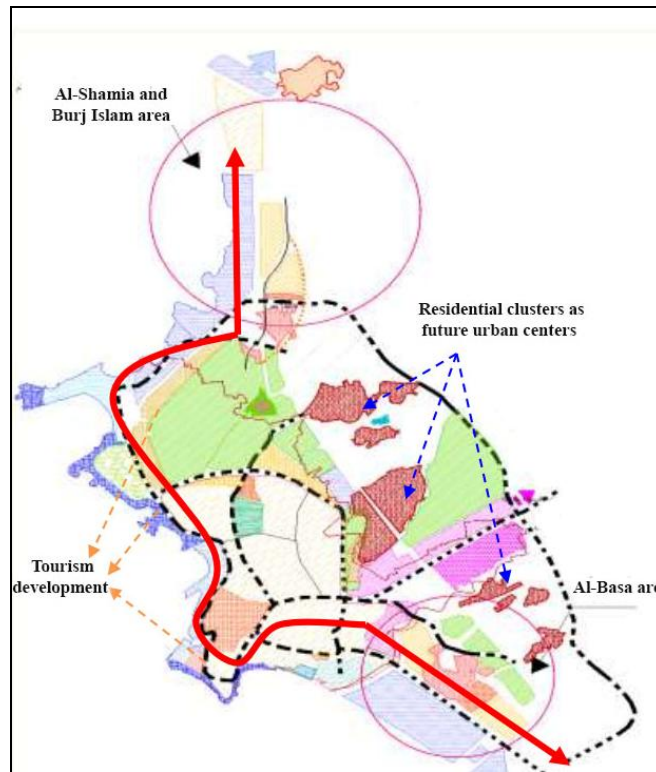 Al-Shamia and
Burj Islam area
Residential clusters as
future urban centers
Tourism
development
Al-Basa are